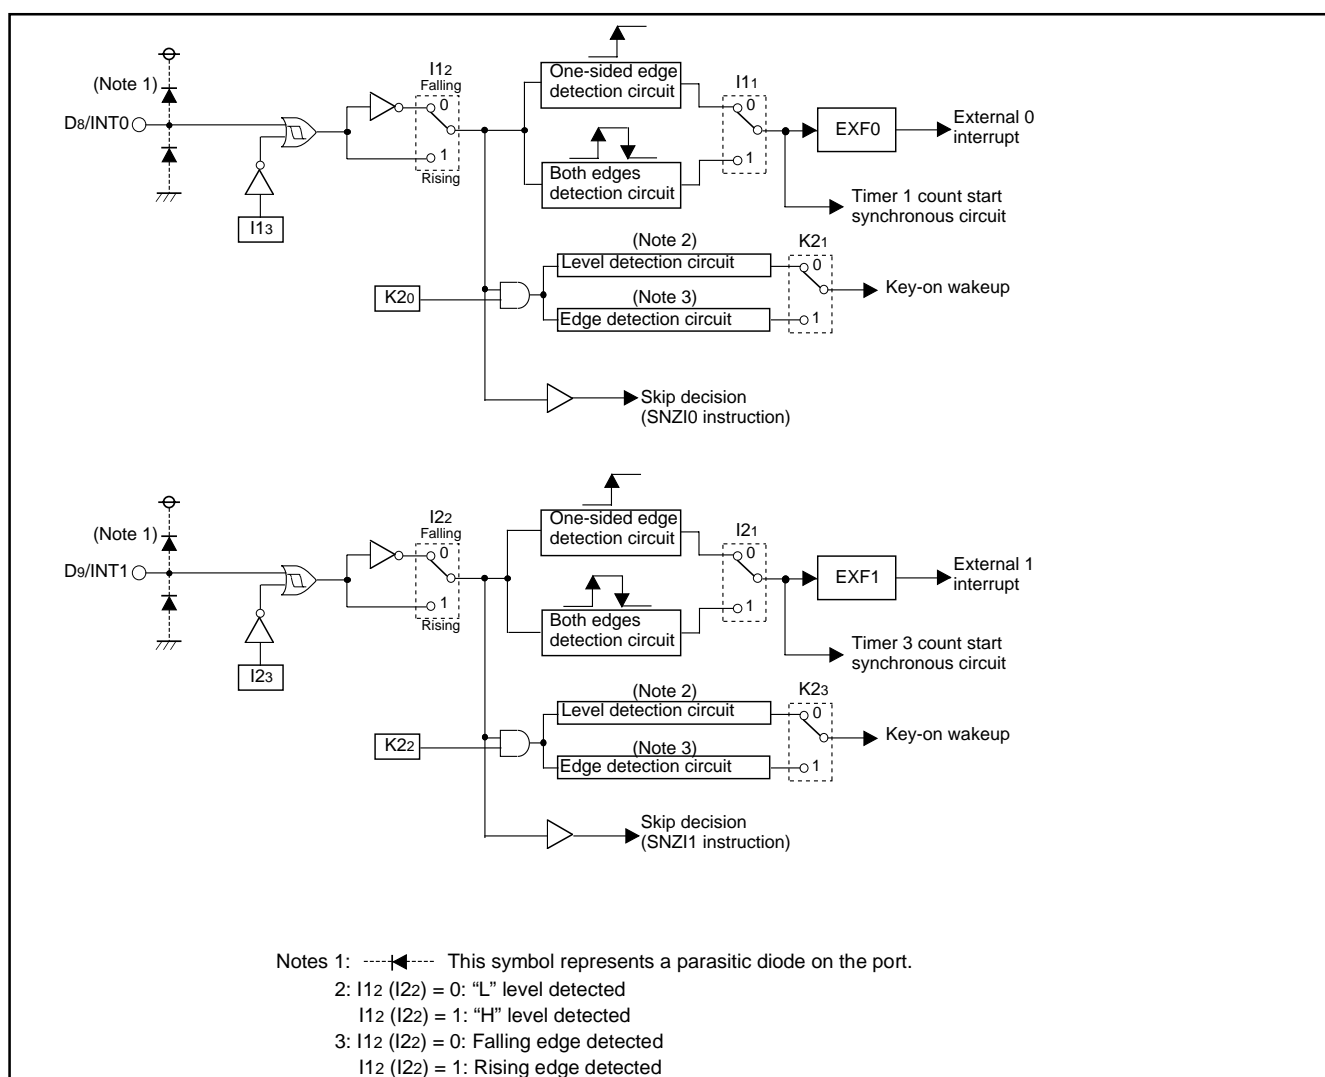 (Note 1)
D8/INT0
I13
I12
Falling
0
1
Rising
One-sided edge
detection circuit
Both edges
detection circuit
I11
0
1
EXF0
External 0
interrupt
Timer 1 count start
synchronous circuit
K20
(Note 2)
Level detection circuit
(Note 3)
Edge detection circuit
K21
0
1
Key-on wakeup
Skip decision
(SNZI0 instruction)
(Note 1)
D9/INT1
I23
I22
Falling
0
1
Rising
One-sided edge
detection circuit
Both edges
detection circuit
I21
0
1
EXF1
External 1
interrupt
Timer 3 count start
synchronous circuit
K22
(Note 2)
Level detection circuit
(Note 3)
Edge detection circuit
K23
0
1
Key-on wakeup
Skip decision
(SNZI1 instruction)
Notes 1: This symbol represents a parasitic diode on the port.
2: I12 (I22) = 0: “L” level detected
I12 (I22) = 1: “H” level detected
3: I12 (I22) = 0: Falling edge detected
I12 (I22) = 1: Rising edge detected